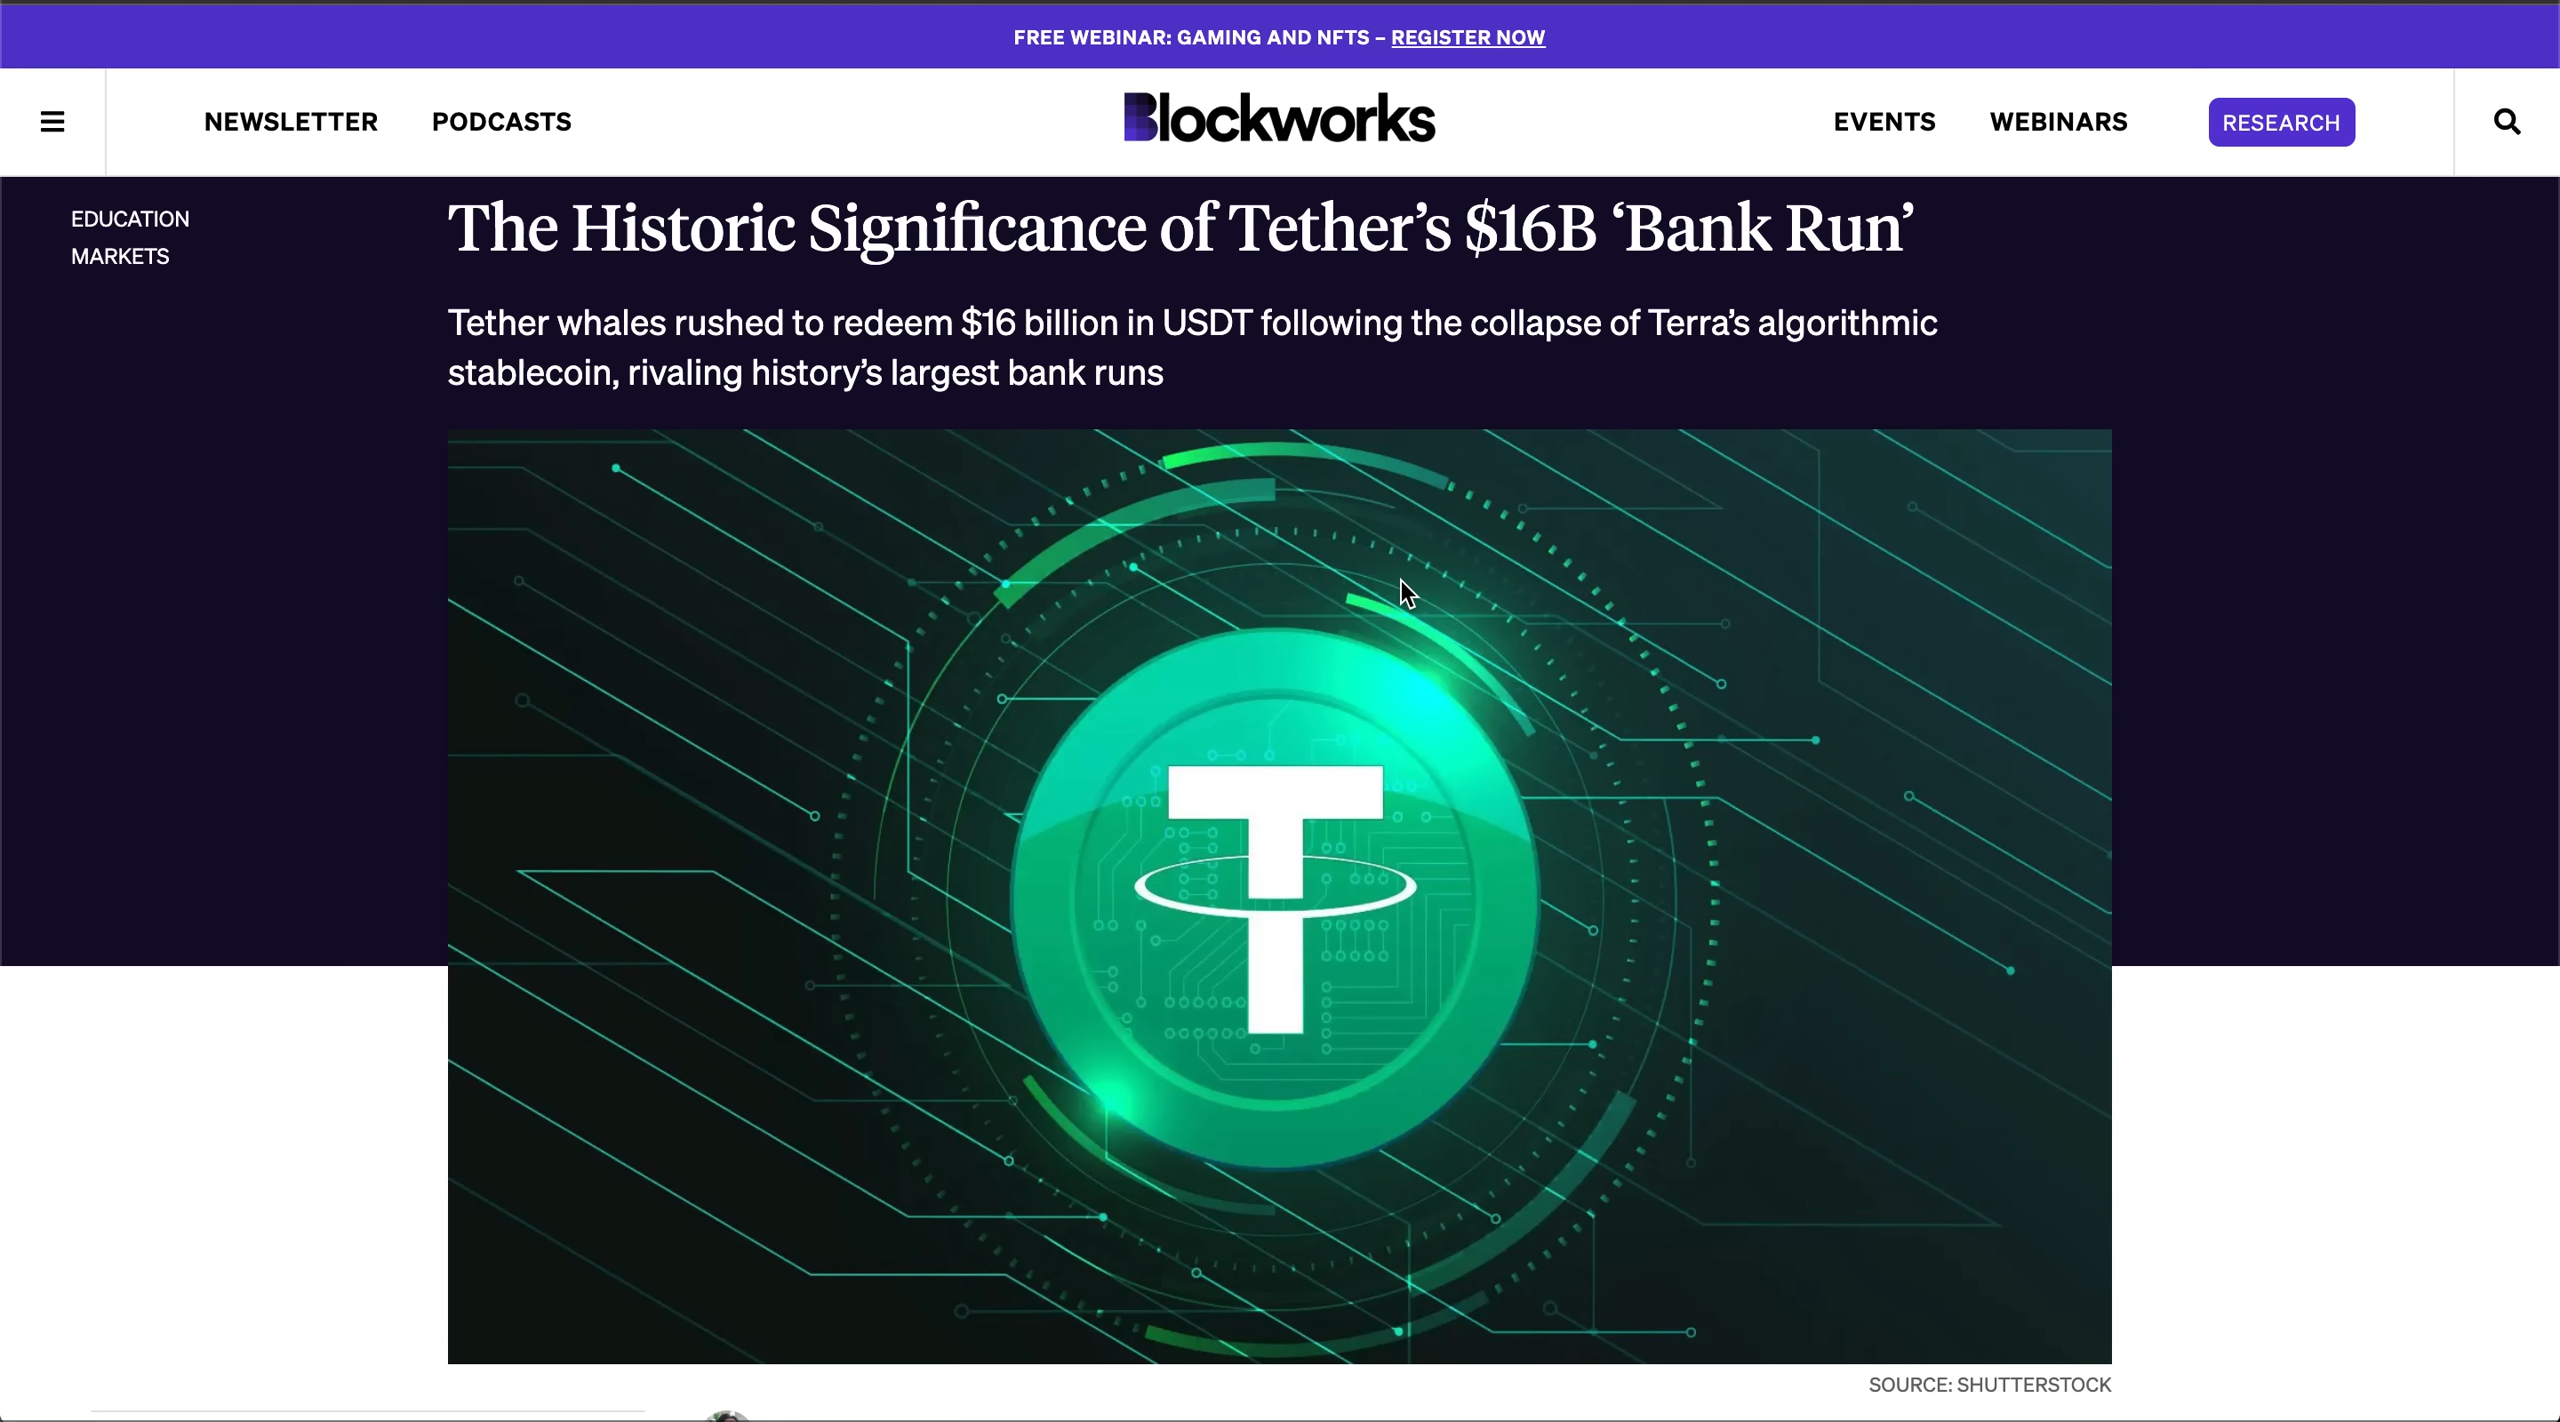 FREE WEBINAR: GAMING AND NFTS – REGISTER NOW
NEWSLETTER
PODCASTS
Blockworks
EVENTS
WEBINARS
RESEARCH
EDUCATION
MARKETS
The Historic Significance of Tether’s $16B ‘Bank Run’
Tether whales rushed to redeem $16 billion in USDT following the collapse of Terra’s algorithmic
stablecoin, rivaling history’s largest bank runs
SOURCE: SHUTTERSTOCK